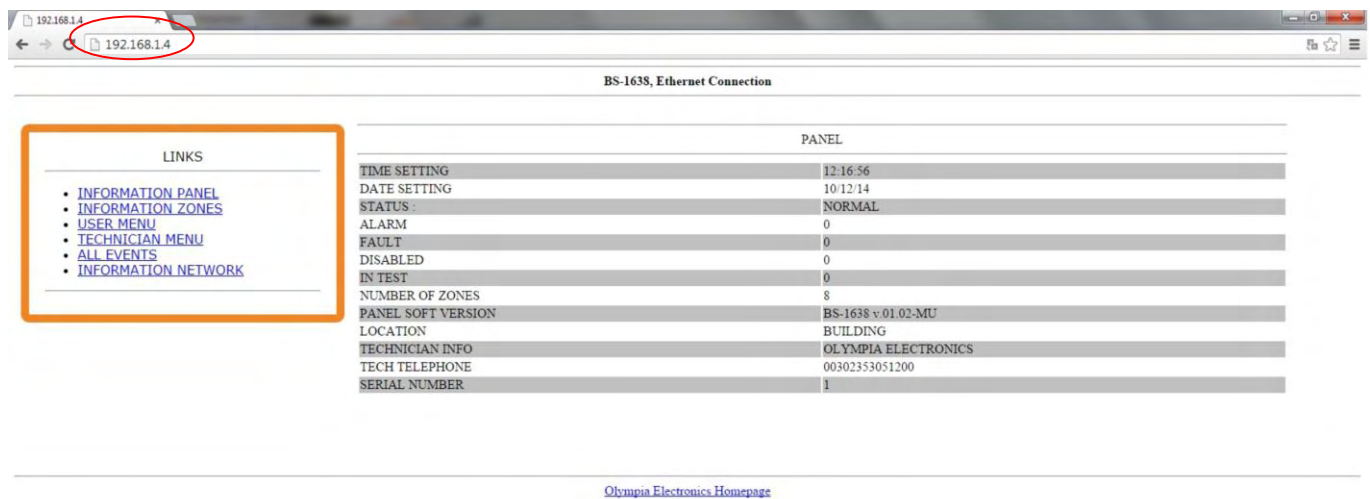 192.168.1.4
192.168.1.4
BS-1638, Ethernet Connection
LINKS
INFORMATION PANEL
INFORMATION ZONES
USER MENU
TECHNICIAN MENU
ALL EVENTS
INFORMATION NETWORK
PANEL
TIME SETTING 12:16:56
DATE SETTING 10/12/14
STATUS : NORMAL
ALARM 0
FAULT 0
DISABLED 0
IN TEST 0
NUMBER OF ZONES 8
PANEL SOFT VERSION BS-1638 v.01.02-MU
LOCATION BUILDING
TECHNICIAN INFO OLYMPIA ELECTRONICS
TECH TELEPHONE 00302353051200
SERIAL NUMBER 1
Olympia Electronics Homepage